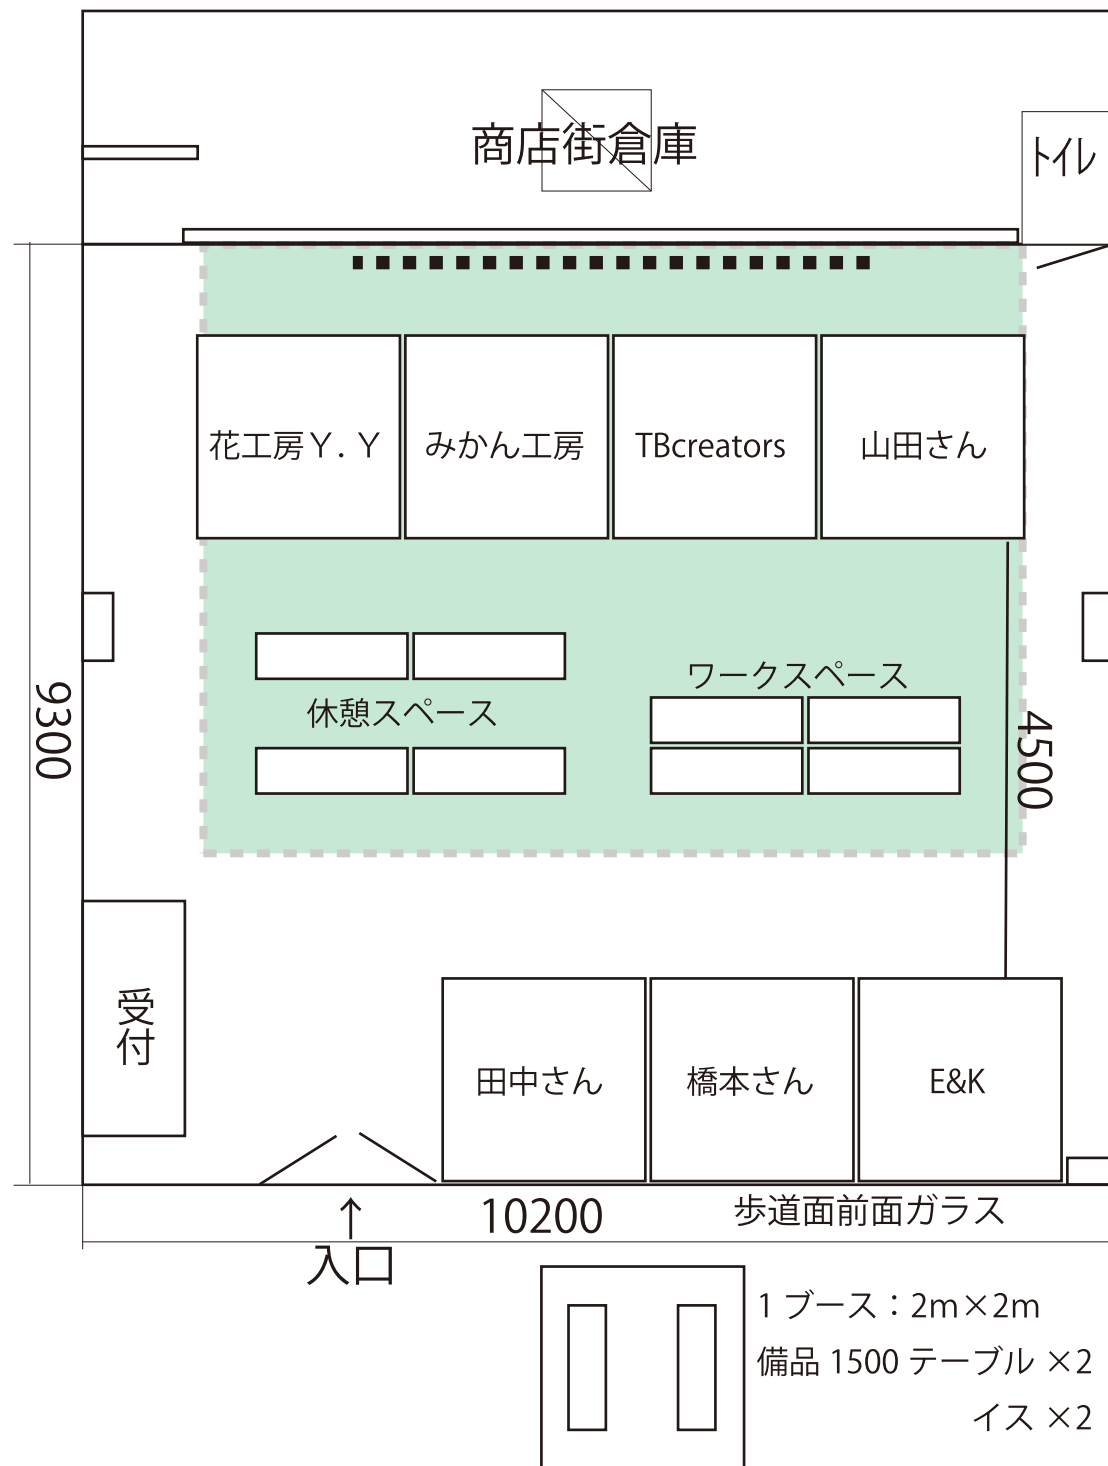 商店街倉庫
トイレ
花工房Y.Y
みかん工房
TBcreators
山田さん
休憩スペース
ワークスペース
9300
4500
受付
田中さん
橋本さん
E&K
↑
入口
10200
歩道面前面ガラス
1 ブース：2m×2m
備品 1500 テーブル ×2
イス ×2